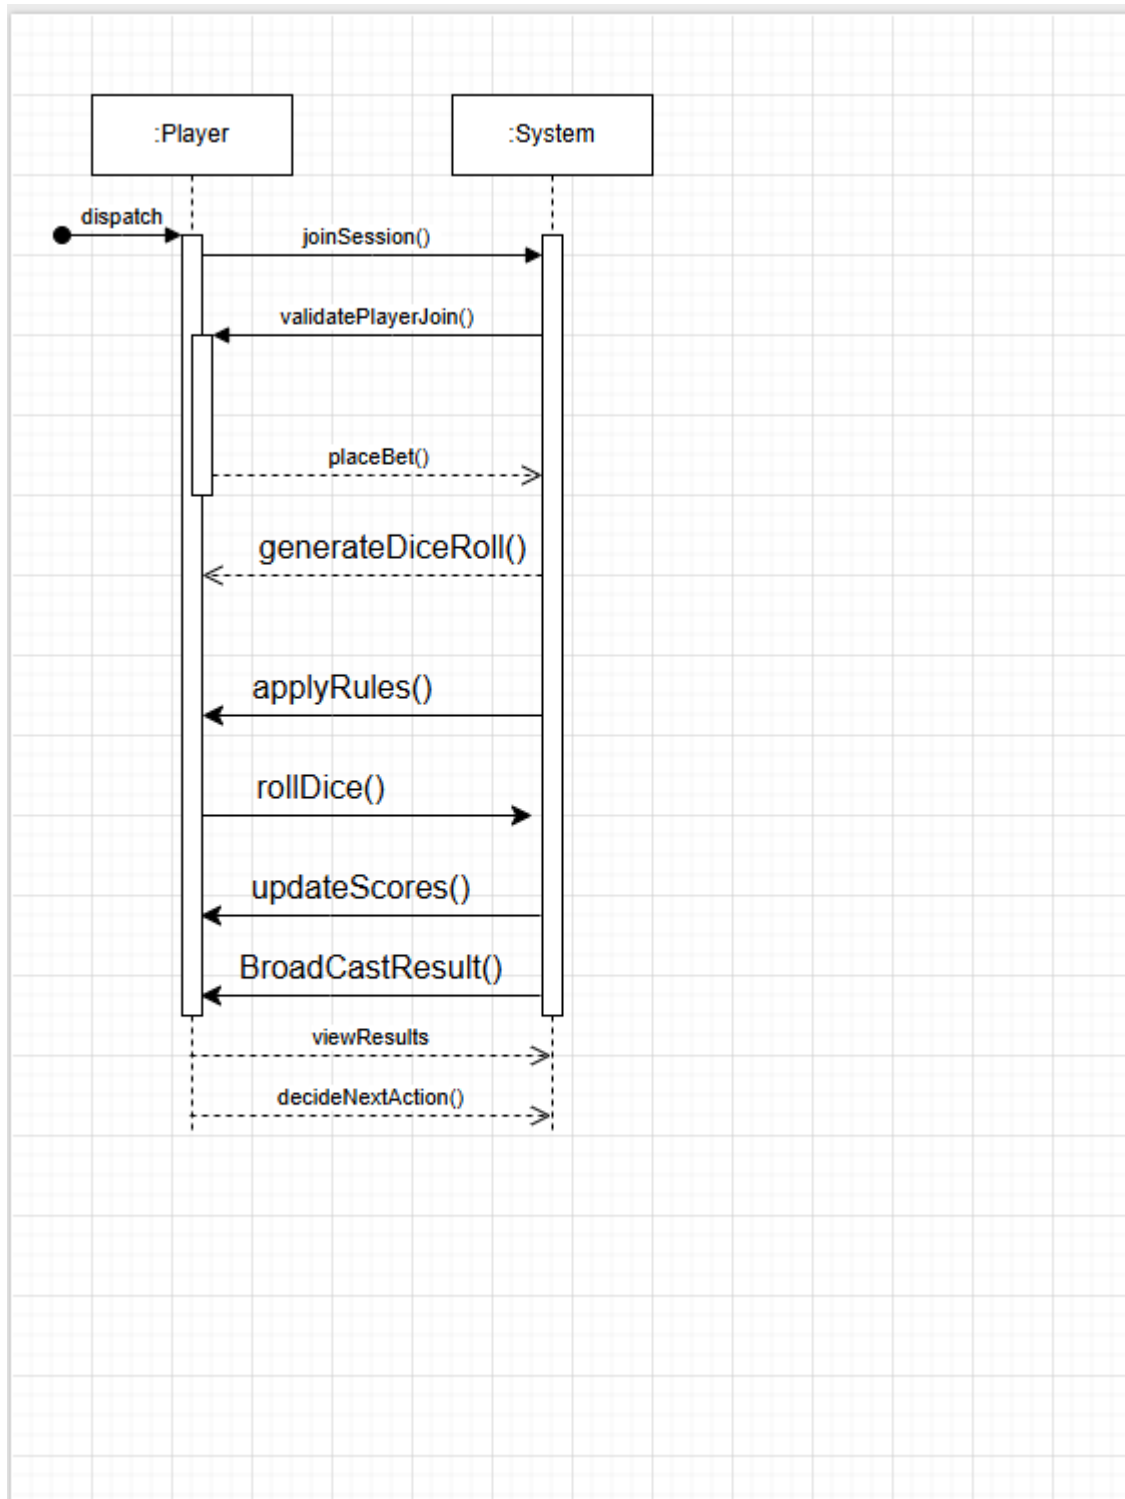 :Player
:System
dispatch
joinSession()
validatePlayerJoin()
placeBet()
generateDiceRoll()
applyRules()
rollDice()
updateScores()
BroadCastResult()
viewResults
decideNextAction()